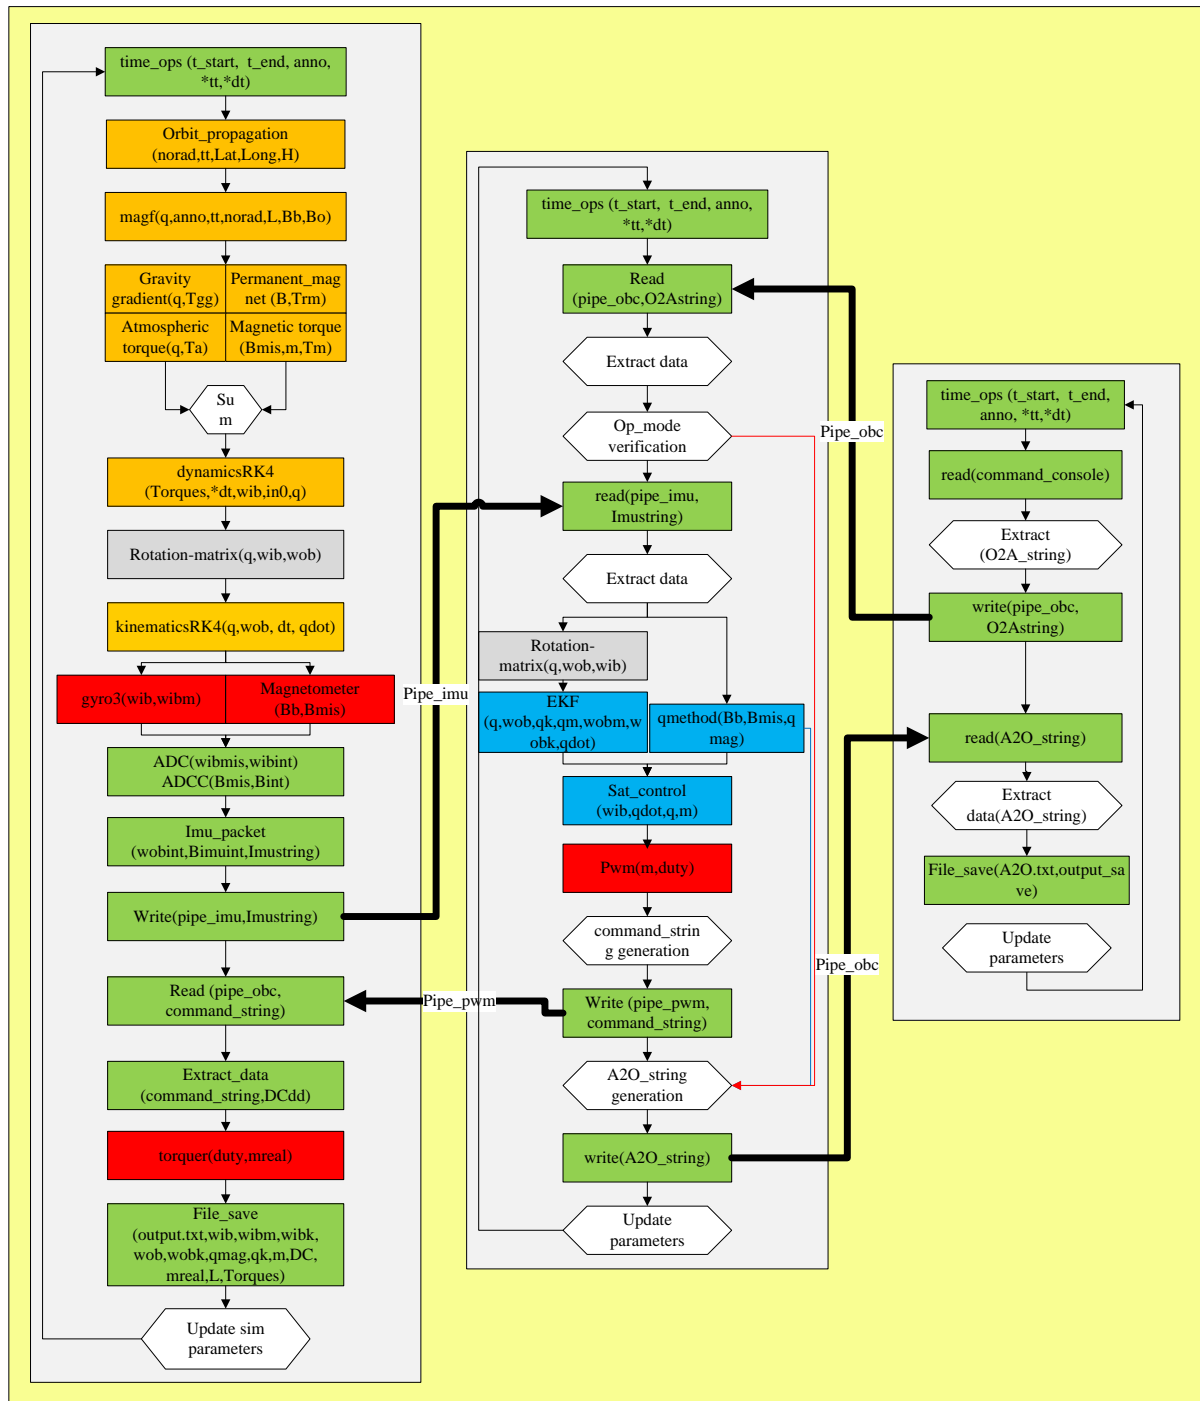 time_ops (t_start, t_end, anno,
*tt,*dt)
Orbit_propagation
(norad,tt,Lat,Long,H)
magf(q,anno,tt,norad,L,Bb,Bo)
Gravity
gradient(q,Tgg)
Permanent_mag
net (B,Trm)
Atmospheric
torque(q,Ta)
Magnetic torque
(Bmis,m,Tm)
Su
m
dynamicsRK4
(Torques,*dt,wib,in0,q)
Rotation-matrix(q,wib,wob)
kinematicsRK4(q,wob, dt, qdot)
gyro3(wib,wibm)
Magnetometer
(Bb,Bmis)
ADC(wibmis,wibint)
ADCC(Bmis,Bint)
Imu_packet
(wobint,Bimuint,Imustring)
Write(pipe_imu,Imustring)
Read (pipe_obc,
command_string)
Extract_data
(command_string,DCdd)
torquer(duty,mreal)
File_save
(output.txt,wib,wibm,wibk,
wob,wobk,qmag,qk,m,DC,
mreal,L,Torques)
Update sim
parameters
Pipe_imu
Pipe_pwm
time_ops (t_start, t_end, anno,
*tt,*dt)
Read
(pipe_obc,O2Astring)
Extract data
Op_mode
verification
read(pipe_imu,
Imustring)
Extract data
Rotation-
matrix(q,wob,wib)
EKF
(q,wob,qk,qm,wobm,w
obk,qdot)
qmethod(Bb,Bmis,q
mag)
Sat_control
(wib,qdot,q,m)
Pwm(m,duty)
command_strin
g generation
Write (pipe_pwm,
command_string)
A2O_string
generation
write(A2O_string)
Update
parameters
Pipe_obc
Pipe_obc
time_ops (t_start, t_end,
anno, *tt,*dt)
read(command_console)
Extract
(O2A_string)
write(pipe_obc,
O2Astring)
read(A2O_string)
Extract
data(A2O_string)
File_save(A2O.txt,output_sa
ve)
Update
parameters